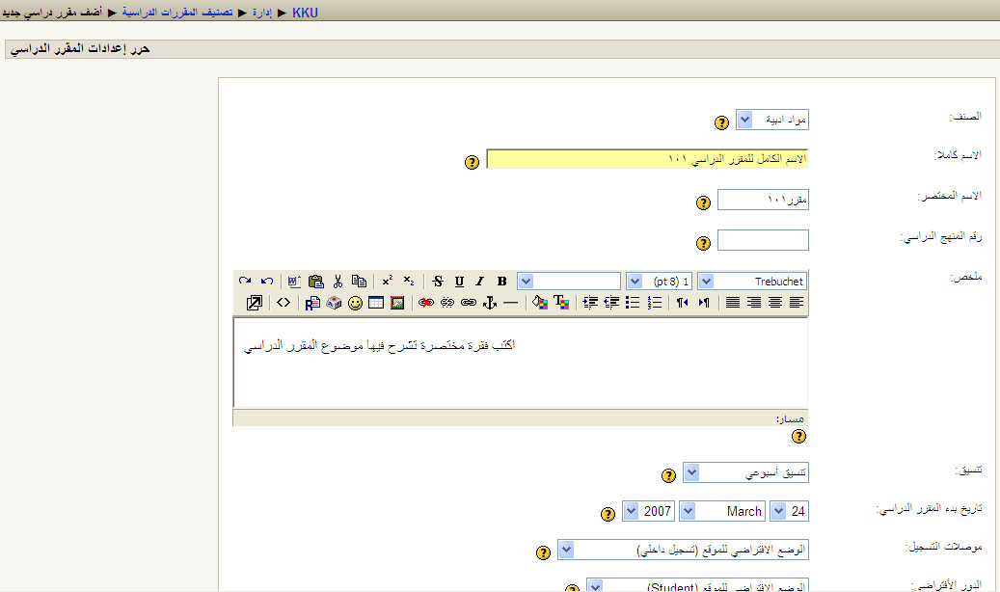 KKU ◄ إدارة ◄ تصنيف المقررات الدراسية ◄ أضف مقرر دراسي جديد
حرر إعدادات المقرر الدراسي
الصنف: مواد ادبية
الاسم كاملا: الاسم الكامل للمقرر الدراسي ١٠١
الاسم المختصر: مقرر١٠١
رقم المنهج الدراسي:
ملخص: Trebuchet 1 (8 pt)
اكتب فقرة مختصرة تشرح فيها موضوع المقرر الدراسي
مسار:
تنسيق: تنسيق أسبوعي
تاريخ بدء المقرر الدراسي: 24 March 2007
موصلات التسجيل: الوضع الافتراضي للموقع (تسجيل داخلي)
الدور الأفتراضي: الوضع الافتراضي للموقع (Student)